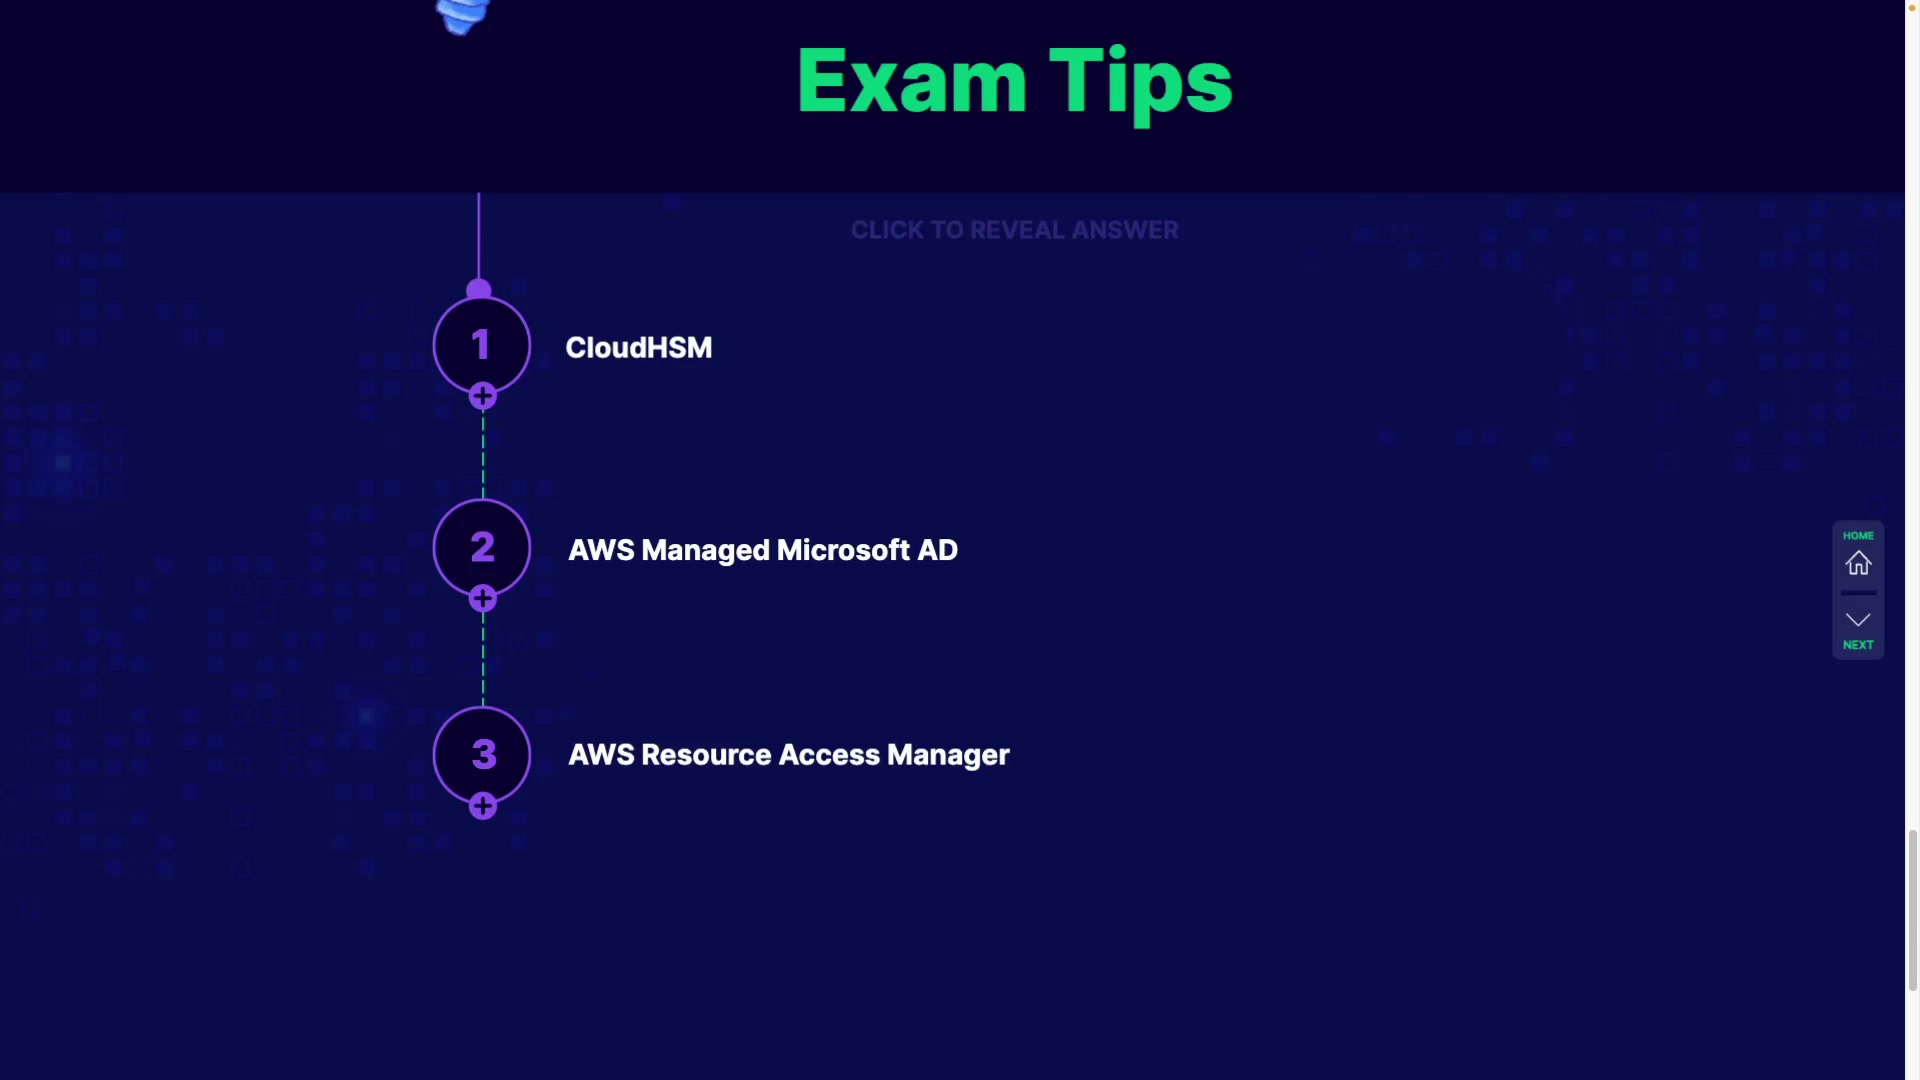 Exam Tips
CLICK TO REVEAL ANSWER
1
CloudHSM
2
AWS Managed Microsoft AD
HOME
NEXT
3
AWS Resource Access Manager